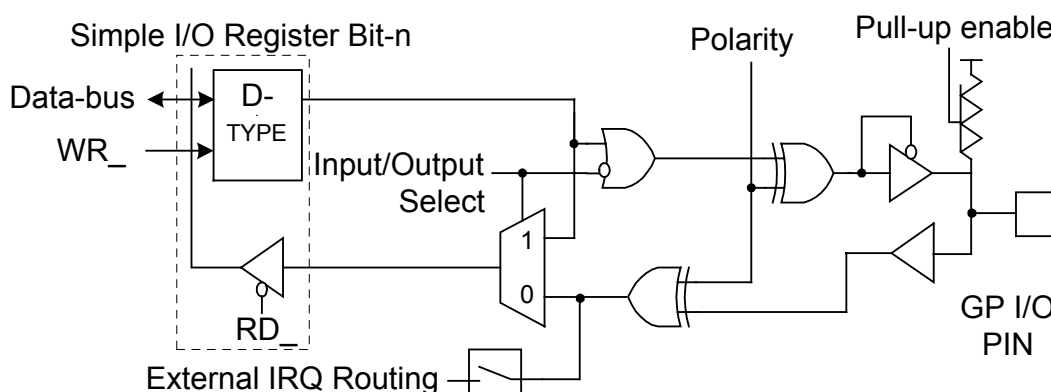 Simple I/O Register Bit-n
Polarity
Pull-up enable
Data-bus
D-
TYPE
WR_
Input/Output
Select
1
0
RD_
GP I/O
PIN
External IRQ Routing